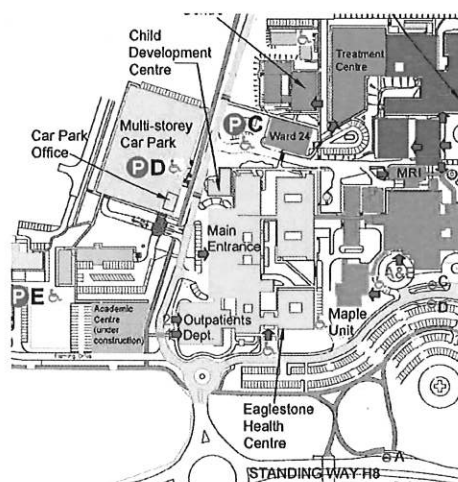 Child
Development
Centre
Treatment
Centre
P C
Ward 24
Car Park
Office
Multi-storey
Car Park
P D
MRI
Main
Entrance
A&E
P E
C
D
Academic
Centre
(under
construction)
2
Outpatients
Dept.
Maple
Unit
Eaglestone
Health
Centre
A
STANDING WAY H8